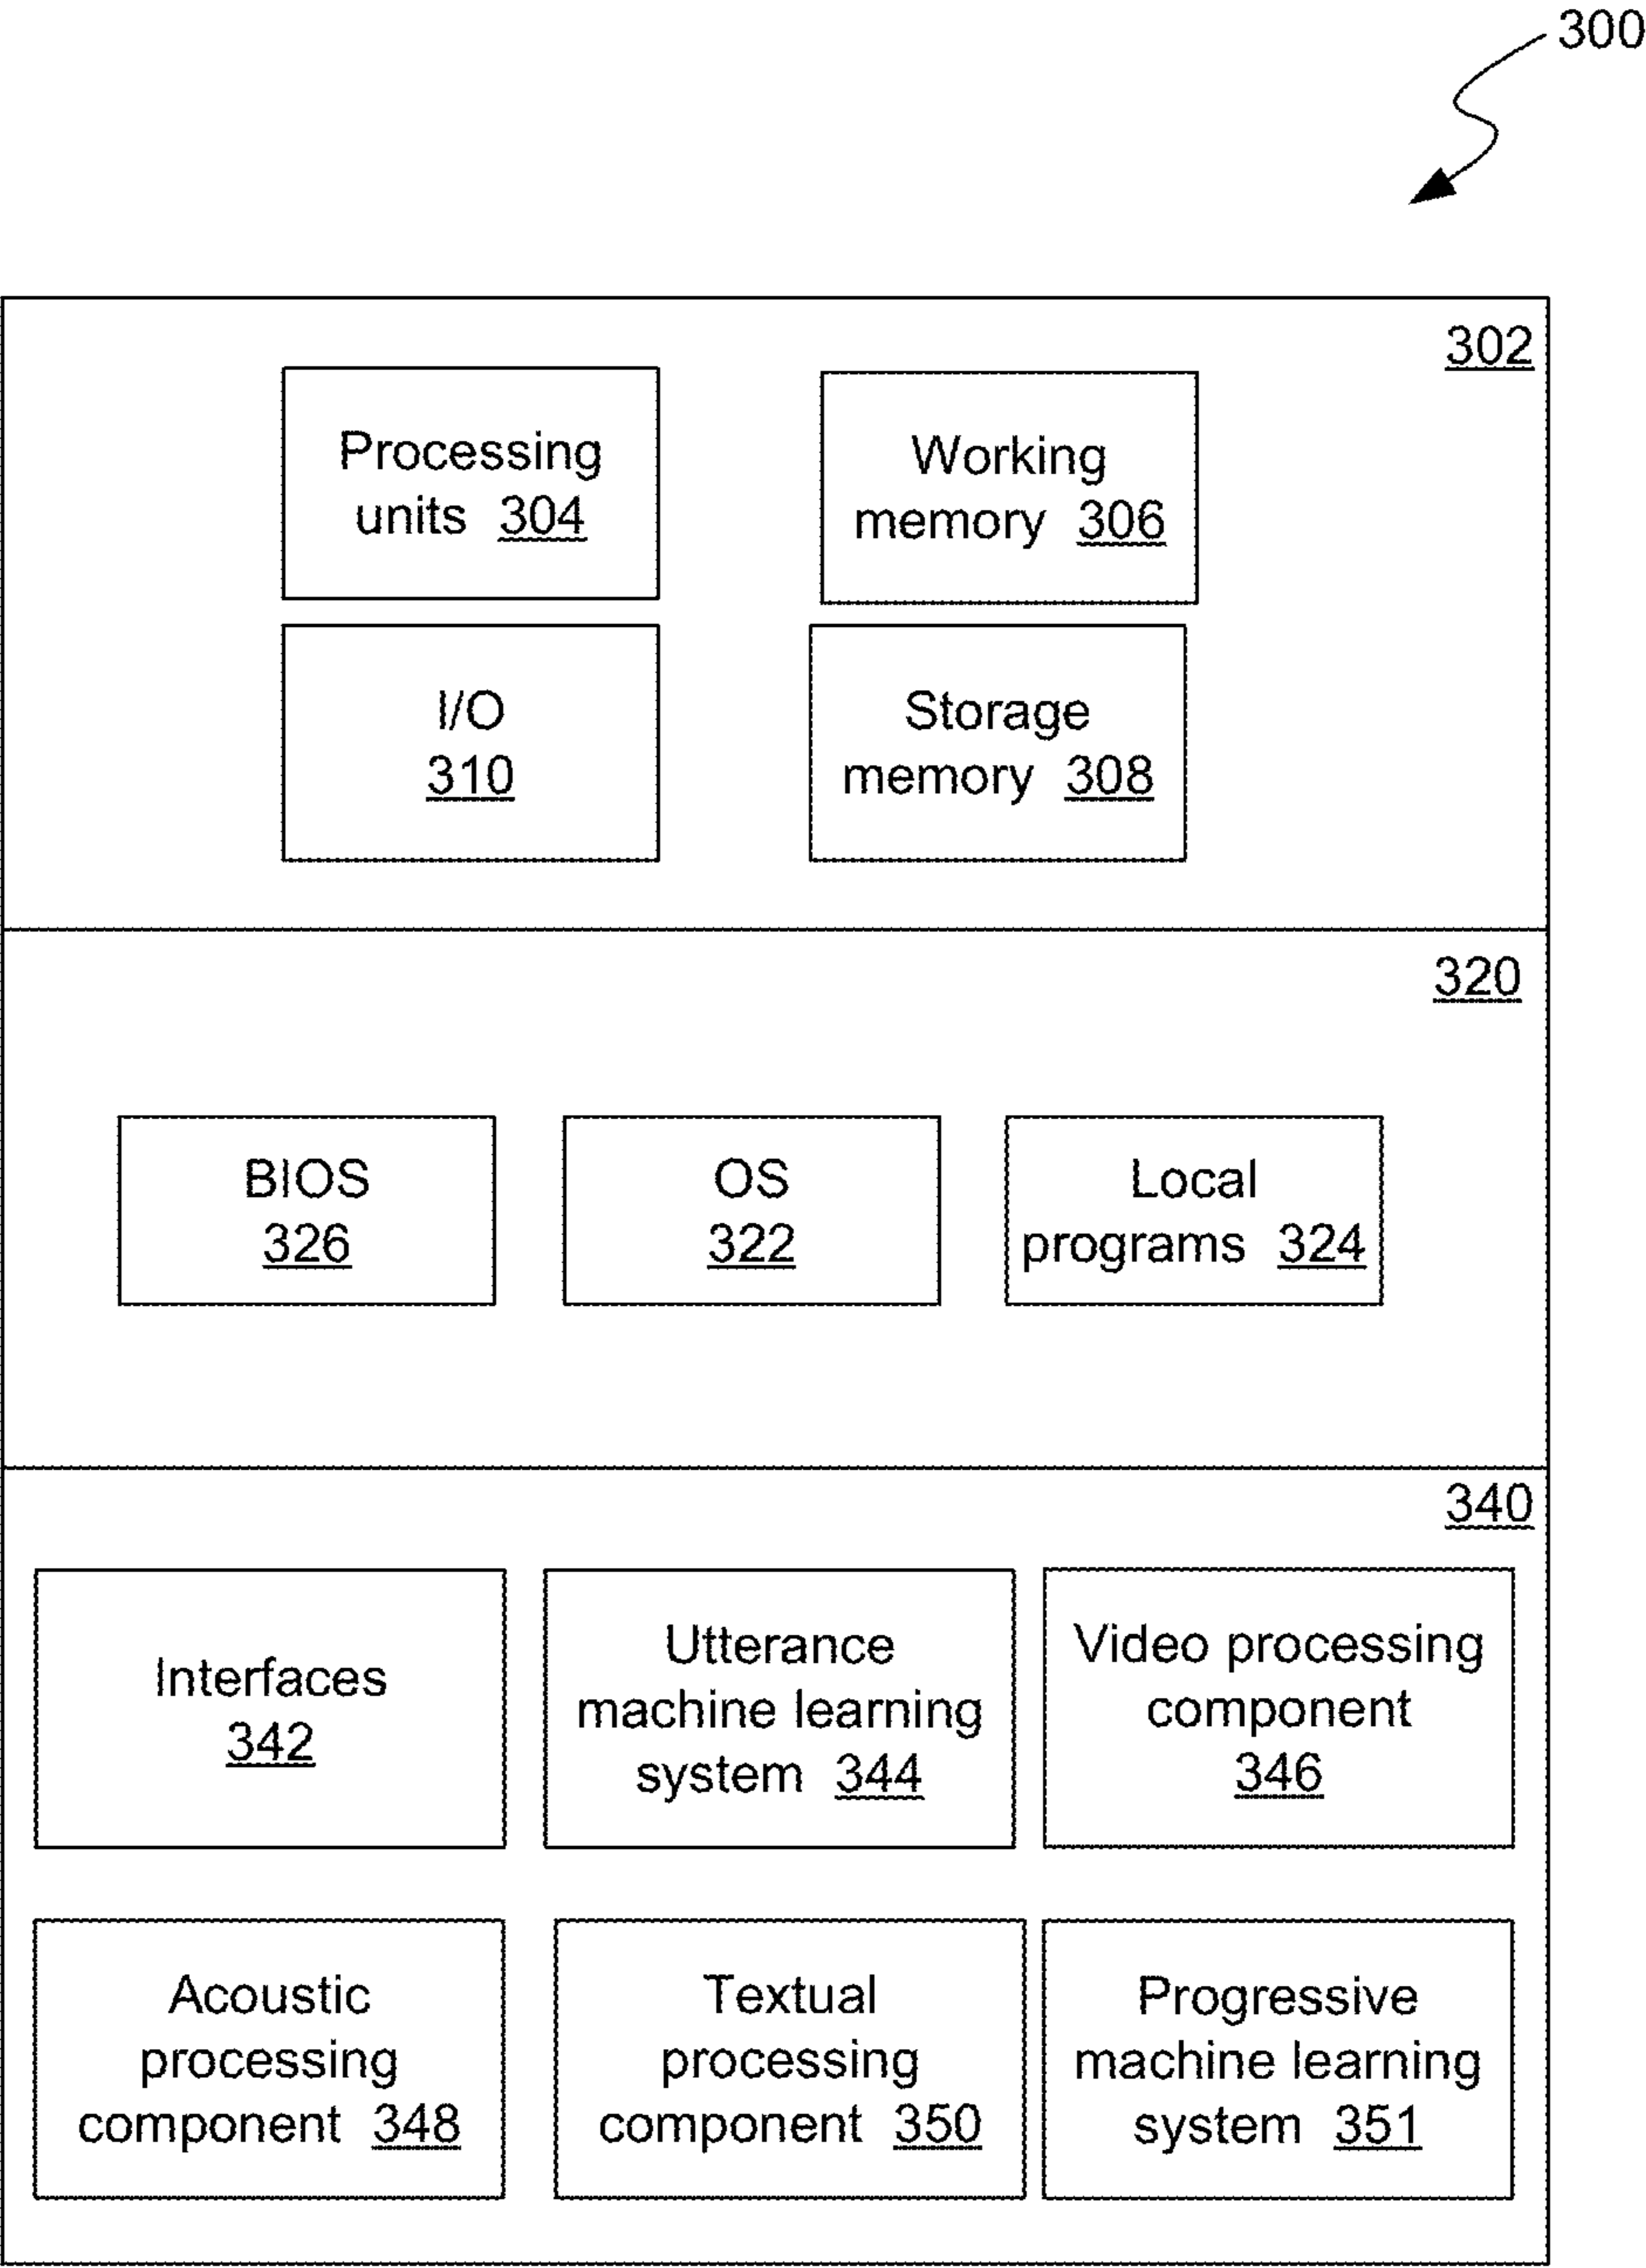 300
302
Processing
units 304
Working
memory 306
I/O
310
Storage
memory 308
320
BIOS
326
OS
322
Local
programs 324
340
Interfaces
342
Utterance
machine learning
system 344
Video processing
component
346
Acoustic
processing
component 348
Textual
processing
component 350
Progressive
machine learning
system 351